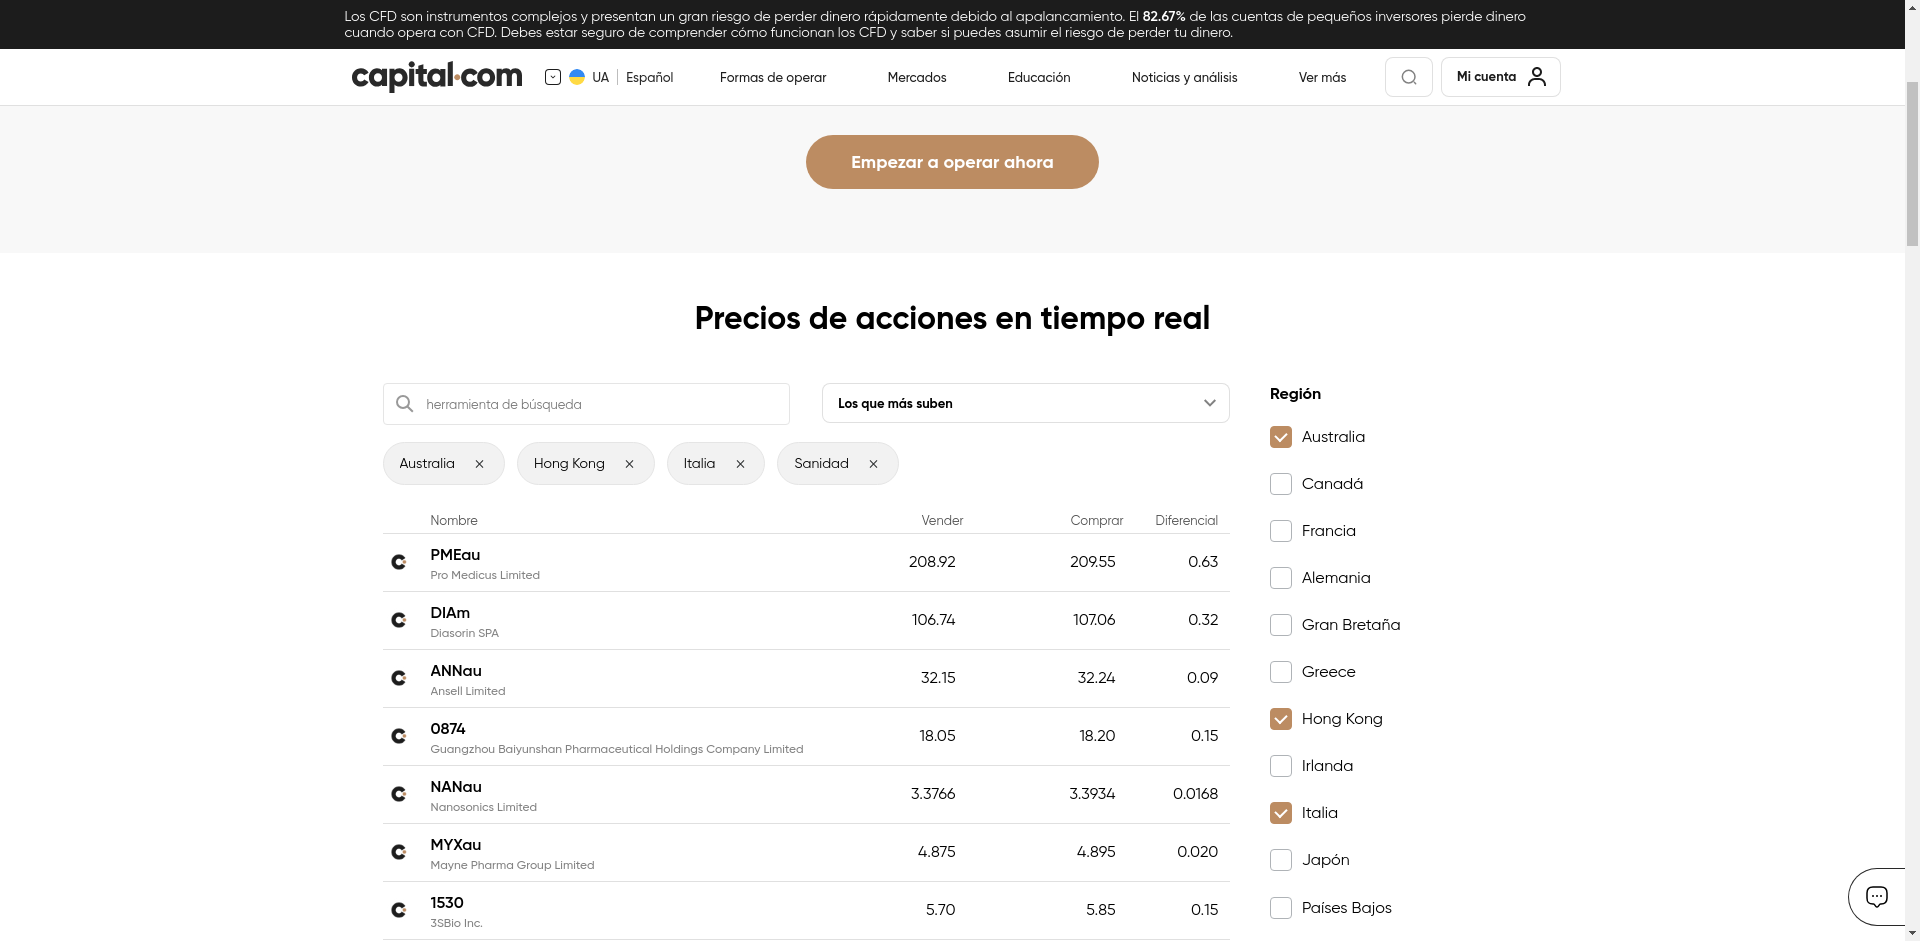 Los CFD son instrumentos complejos y presentan un gran riesgo de perder dinero rápidamente debido al apalancamiento. El 82.67% de las cuentas de pequeños inversores pierde dinero
cuando opera con CFD. Debes estar seguro de comprender cómo funcionan los CFD y saber si puedes asumir el riesgo de perder tu dinero.
capital.com UA Español Formas de operar Mercados Educación Noticias y análisis Ver más Mi cuenta
Empezar a operar ahora
Precios de acciones en tiempo real
herramienta de búsqueda
Los que más suben
Australia Hong Kong Italia Sanidad
Nombre Vender Comprar Diferencial
PMEau
Pro Medicus Limited
208.92 209.55 0.63
DIAm
Diasorin SPA
106.74 107.06 0.32
ANNau
Ansell Limited
32.15 32.24 0.09
0874
Guangzhou Baiyunshan Pharmaceutical Holdings Company Limited
18.05 18.20 0.15
NANau
Nanosonics Limited
3.3766 3.3934 0.0168
MYXau
Mayne Pharma Group Limited
4.875 4.895 0.020
1530
3SBio Inc.
5.70 5.85 0.15
Región
Australia
Canadá
Francia
Alemania
Gran Bretaña
Greece
Hong Kong
Irlanda
Italia
Japón
Países Bajos